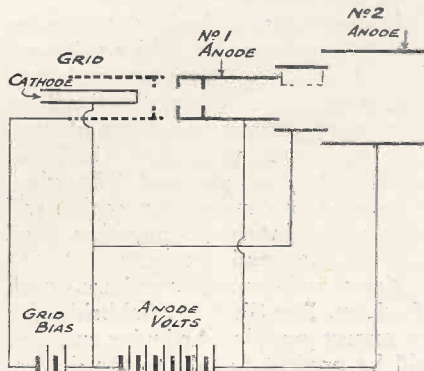 Nº2
ANODE
Nº1
ANODE
GRID
CATHODE
GRID
BIAS
ANODE
VOLTS